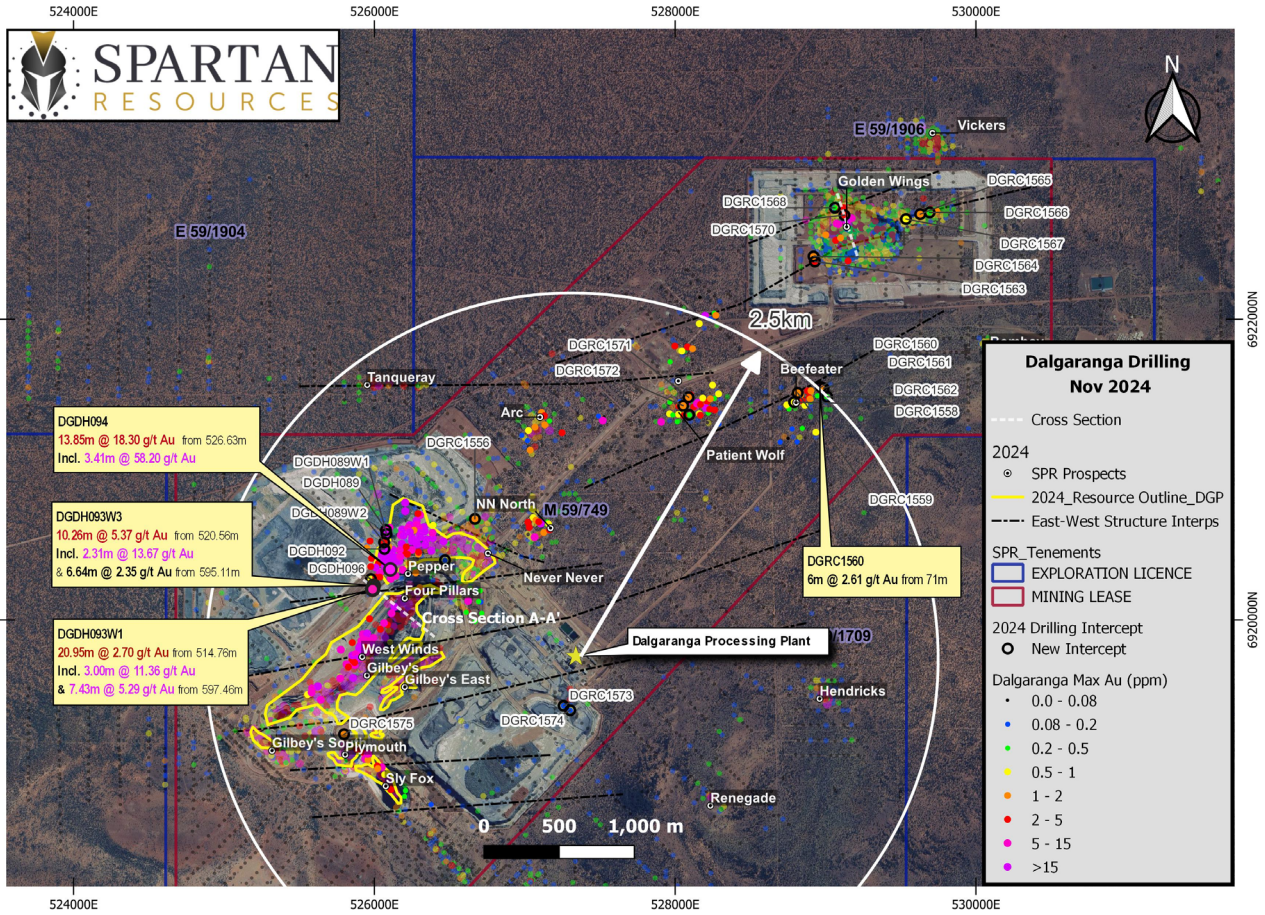 524000E
526000E
528000E
530000E
SPARTAN
RESOURCES
N
E 59/1906
Vickers
Golden Wings
DGRC1565
DGRC1568
DGRC1566
DGRC1570
DGRC1567
DGRC1564
E 59/1904
DGRC1563
6922000N
2.5km
DGRC1571
DGRC1560
DGRC1561
DGRC1572
Beefeater
Tanqueray
DGRC1562
DGRC1558
Arc
DGRC1556
Patient Wolf
DGDH089W1
DGDH089
DGDH089W2
NN North
M 59/749
DGRC1559
DGDH092
DGDH096
Pepper
Never Never
Four Pillars
Cross Section A-A'
West Winds
Gilbey's
Gilbey's East
Dalgaranga Processing Plant
/1709
Hendricks
DGRC1573
DGRC1574
DGRC1575
Gilbey's So
Plymouth
Sly Fox
Renegade
DGDH094
13.85m @ 18.30 g/t Au from 526.63m
Incl. 3.41m @ 58.20 g/t Au
DGDH093W3
10.26m @ 5.37 g/t Au from 520.56m
Incl. 2.31m @ 13.67 g/t Au
& 6.64m @ 2.35 g/t Au from 595.11m
DGDH093W1
20.95m @ 2.70 g/t Au from 514.76m
Incl. 3.00m @ 11.36 g/t Au
& 7.43m @ 5.29 g/t Au from 597.46m
DGRC1560
6m @ 2.61 g/t Au from 71m
0 500 1,000 m
Dalgaranga Drilling
Nov 2024
Cross Section
2024
SPR Prospects
2024_Resource Outline_DGP
East-West Structure Interps
SPR_Tenements
EXPLORATION LICENCE
MINING LEASE
2024 Drilling Intercept
New Intercept
Dalgaranga Max Au (ppm)
0.0 - 0.08
0.08 - 0.2
0.2 - 0.5
0.5 - 1
1 - 2
2 - 5
5 - 15
>15
6920000N
524000E
526000E
528000E
530000E